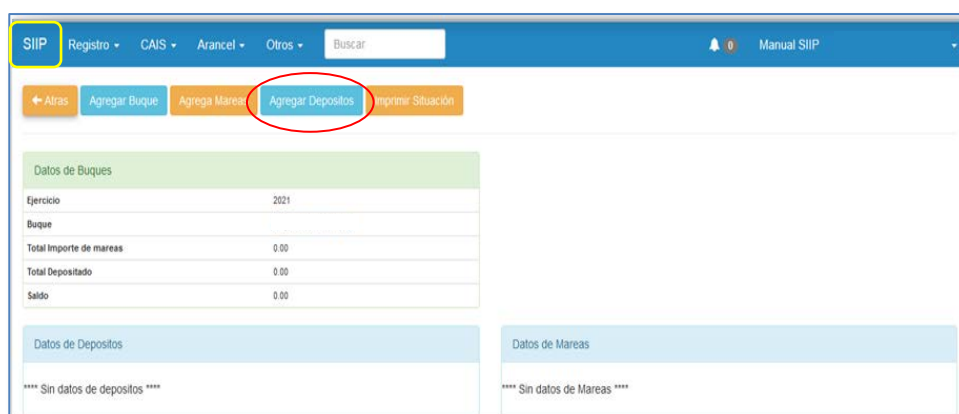 SIIP Registro CAIS Arancel Otros Buscar 0 Manual SIIP
Atras Agregar Buque Agrega Mareas Agregar Depositos Imprimir Situación
Datos de Buques
Ejercicio 2021
Buque
Total Importe de mareas 0.00
Total Depositado 0.00
Saldo 0.00
Datos de Depositos Datos de Mareas
**** Sin datos de depositos **** **** Sin datos de Mareas ****